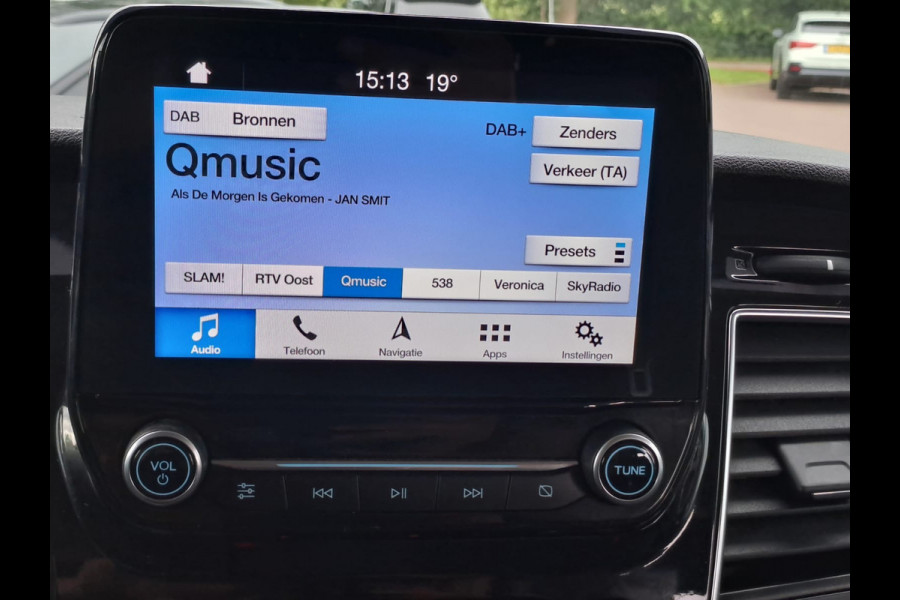 15:13 19°
DAB Bronnen
DAB+ Zenders
Qmusic
Verkeer (TA)
Als De Morgen Is Gekomen - JAN SMIT
Presets
SLAM! RTV Oost Qmusic 538 Veronica SkyRadio
Audio Telefoon Navigatie Apps Instellingen
VOL
TUNE